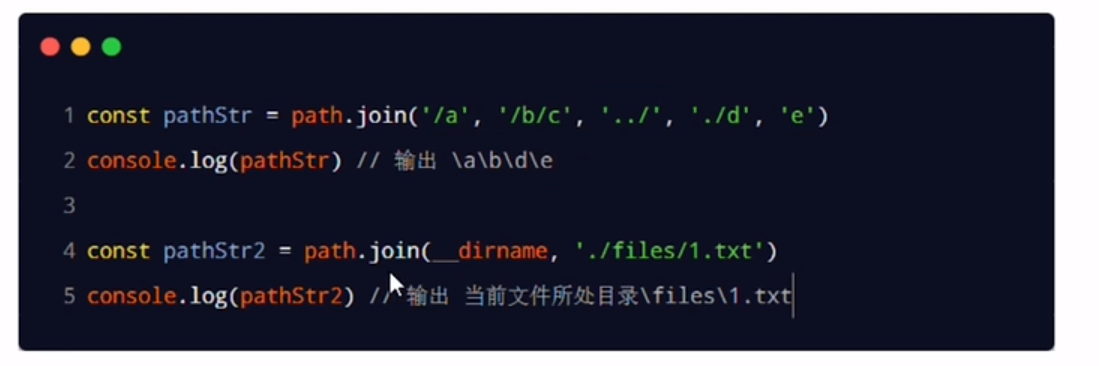 1 const pathStr = path.join('/a', '/b/c', '../', './d', 'e')
2 console.log(pathStr) // 输出 \a\b\d\e
3
4 const pathStr2 = path.join(__dirname, './files/1.txt')
5 console.log(pathStr2) // 输出 当前文件所处目录\files\1.txt